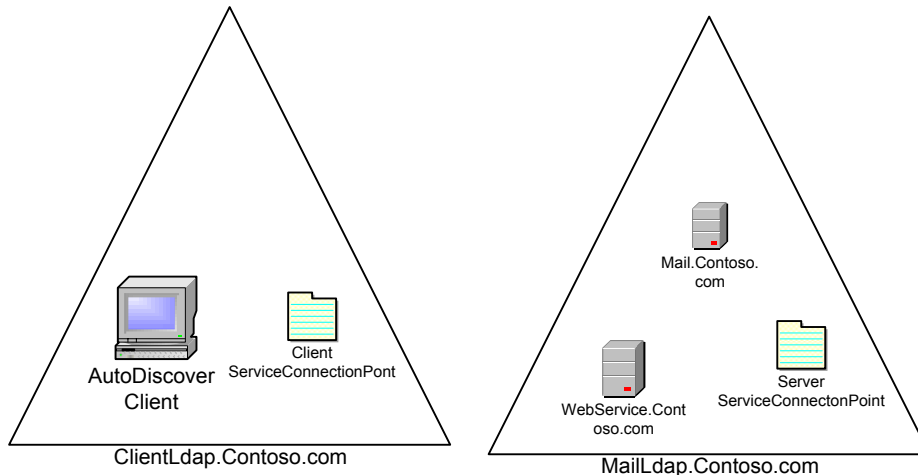 AutoDiscover
Client
Client
ServiceConnectionPont
ClientLdap.Contoso.com
Mail.Contoso.
com
WebService.Cont
oso.com
Server
ServiceConnectonPoint
MailLdap.Contoso.com